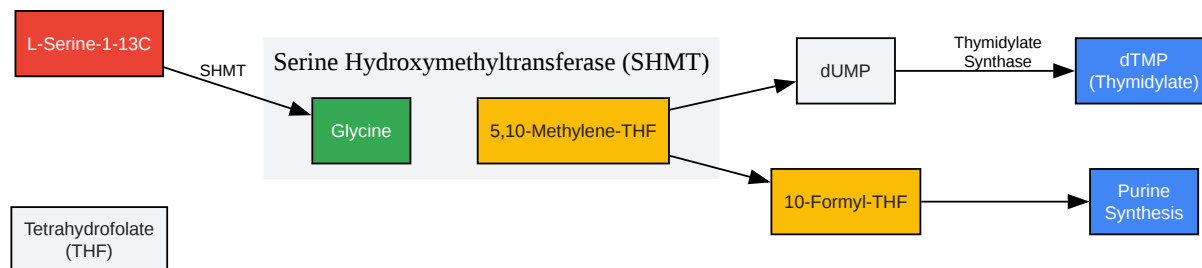 L-Serine-1-13C
SHMT
Serine Hydroxymethyltransferase (SHMT)
Glycine
5,10-Methylene-THF
dUMP
Thymidylate
Synthase
dTMP
(Thymidylate)
10-Formyl-THF
Purine
Synthesis
Tetrahydrofolate
(THF)